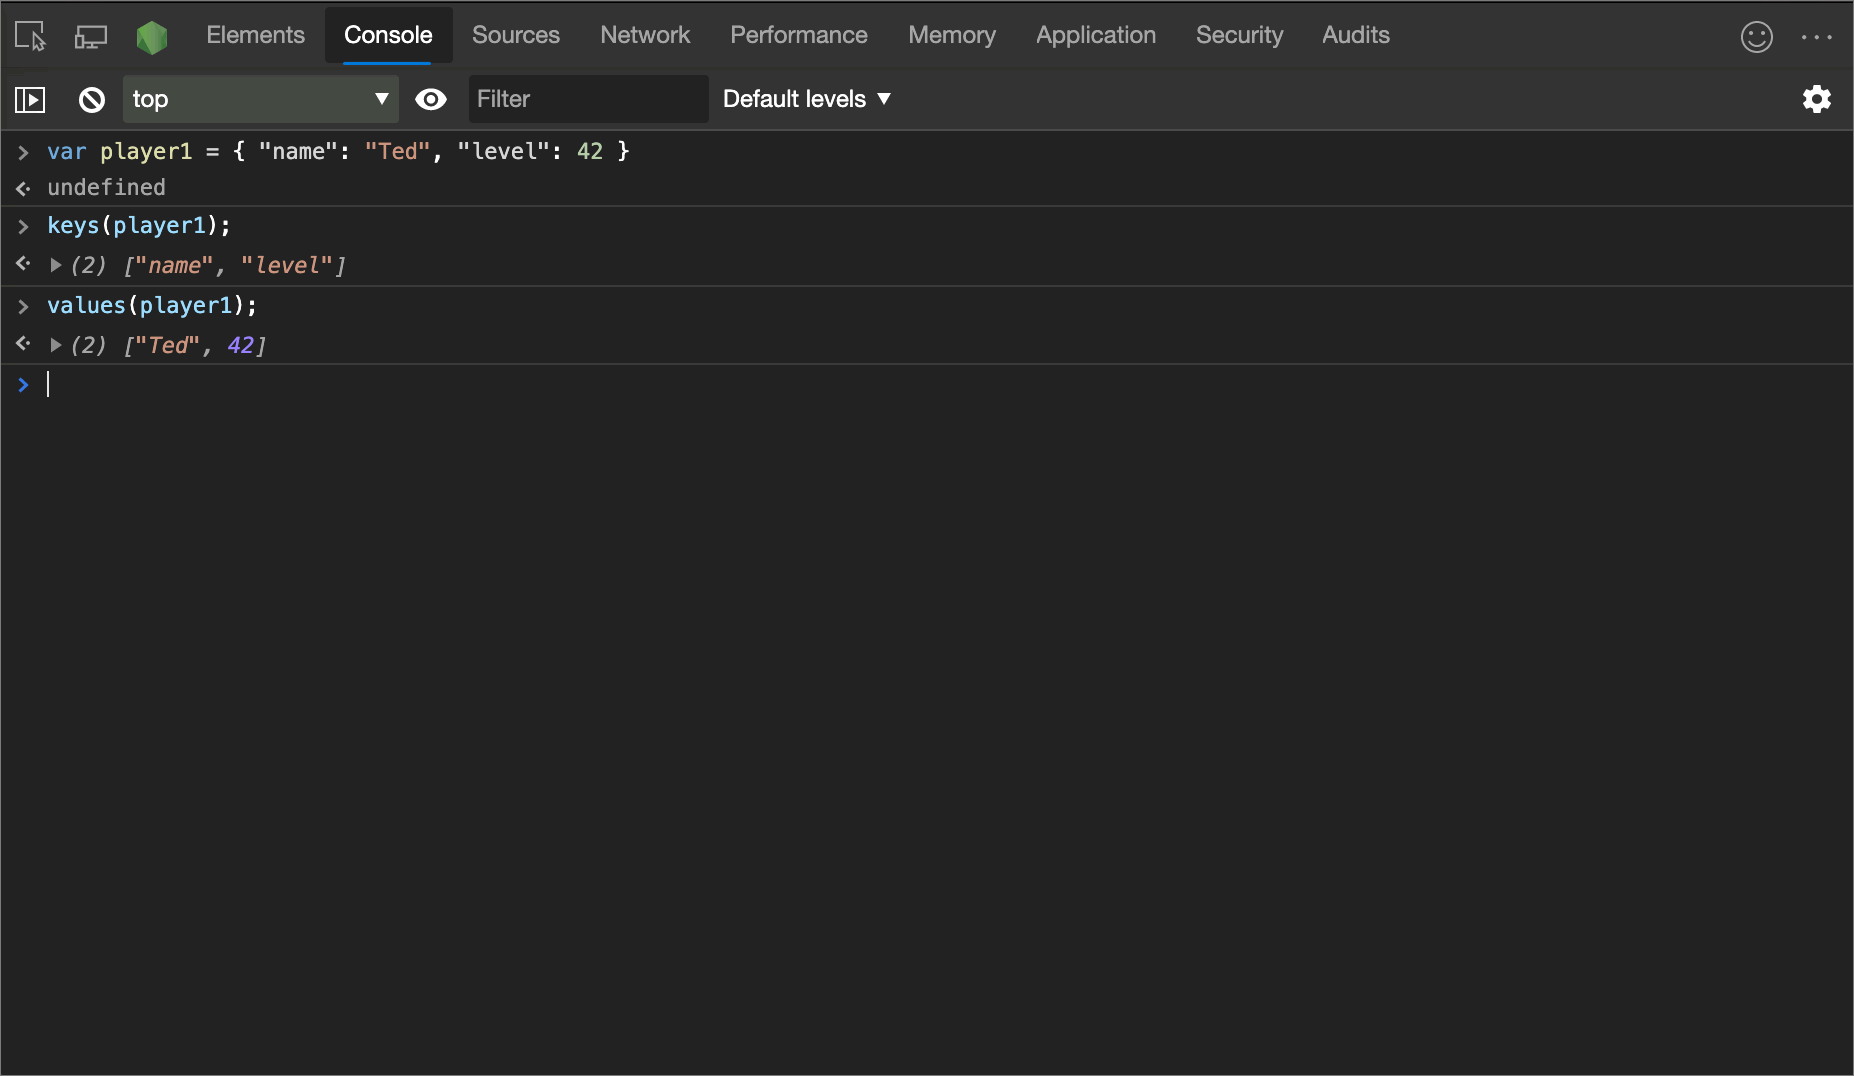 Elements Console Sources Network Performance Memory Application Security Audits
top ▼ Filter Default levels ▼
> var player1 = { "name": "Ted", "level": 42 }
undefined
> keys(player1);
(2) ["name", "level"]
> values(player1);
(2) ["Ted", 42]
>